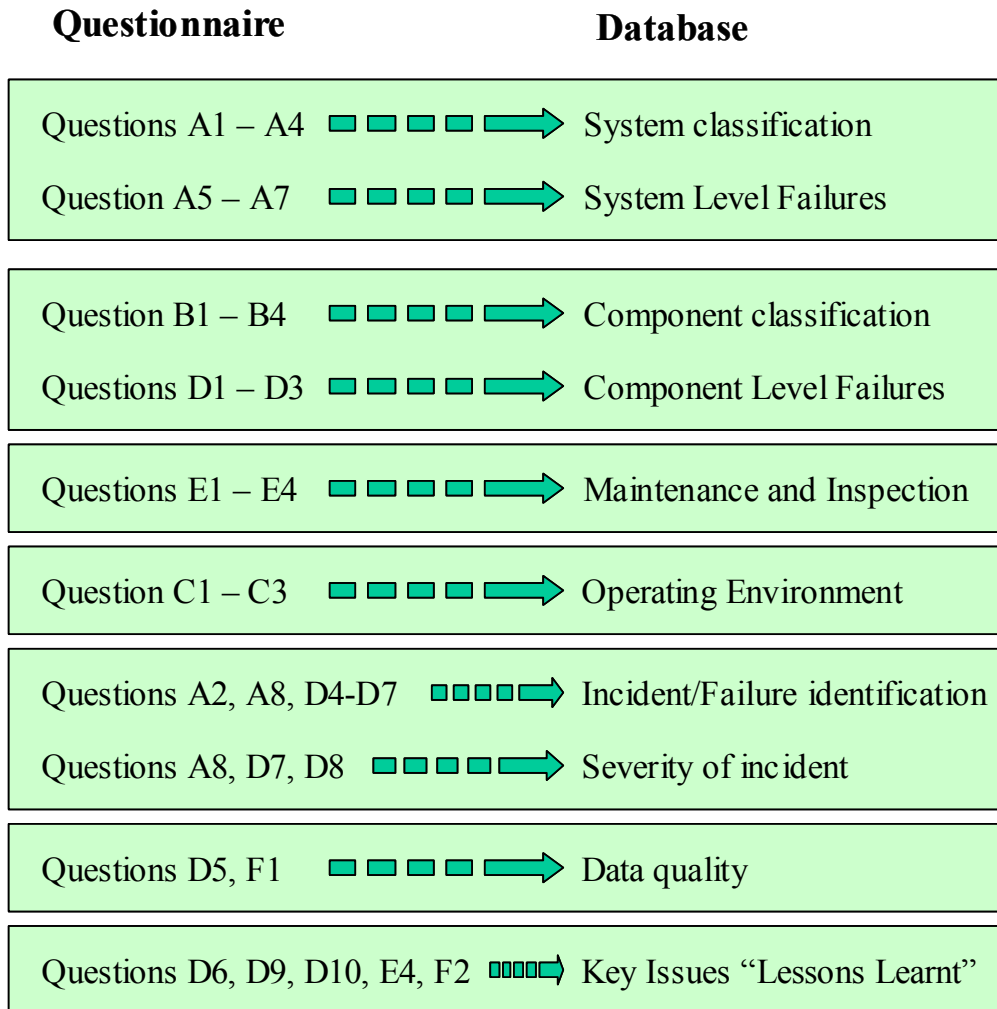 Questionnaire Database
Questions A1 – A4 System classification
Question A5 – A7 System Level Failures
Question B1 – B4 Component classification
Questions D1 – D3 Component Level Failures
Questions E1 – E4 Maintenance and Inspection
Question C1 – C3 Operating Environment
Questions A2, A8, D4-D7 Incident/Failure identification
Questions A8, D7, D8 Severity of incident
Questions D5, F1 Data quality
Questions D6, D9, D10, E4, F2 Key Issues “Lessons Learnt”